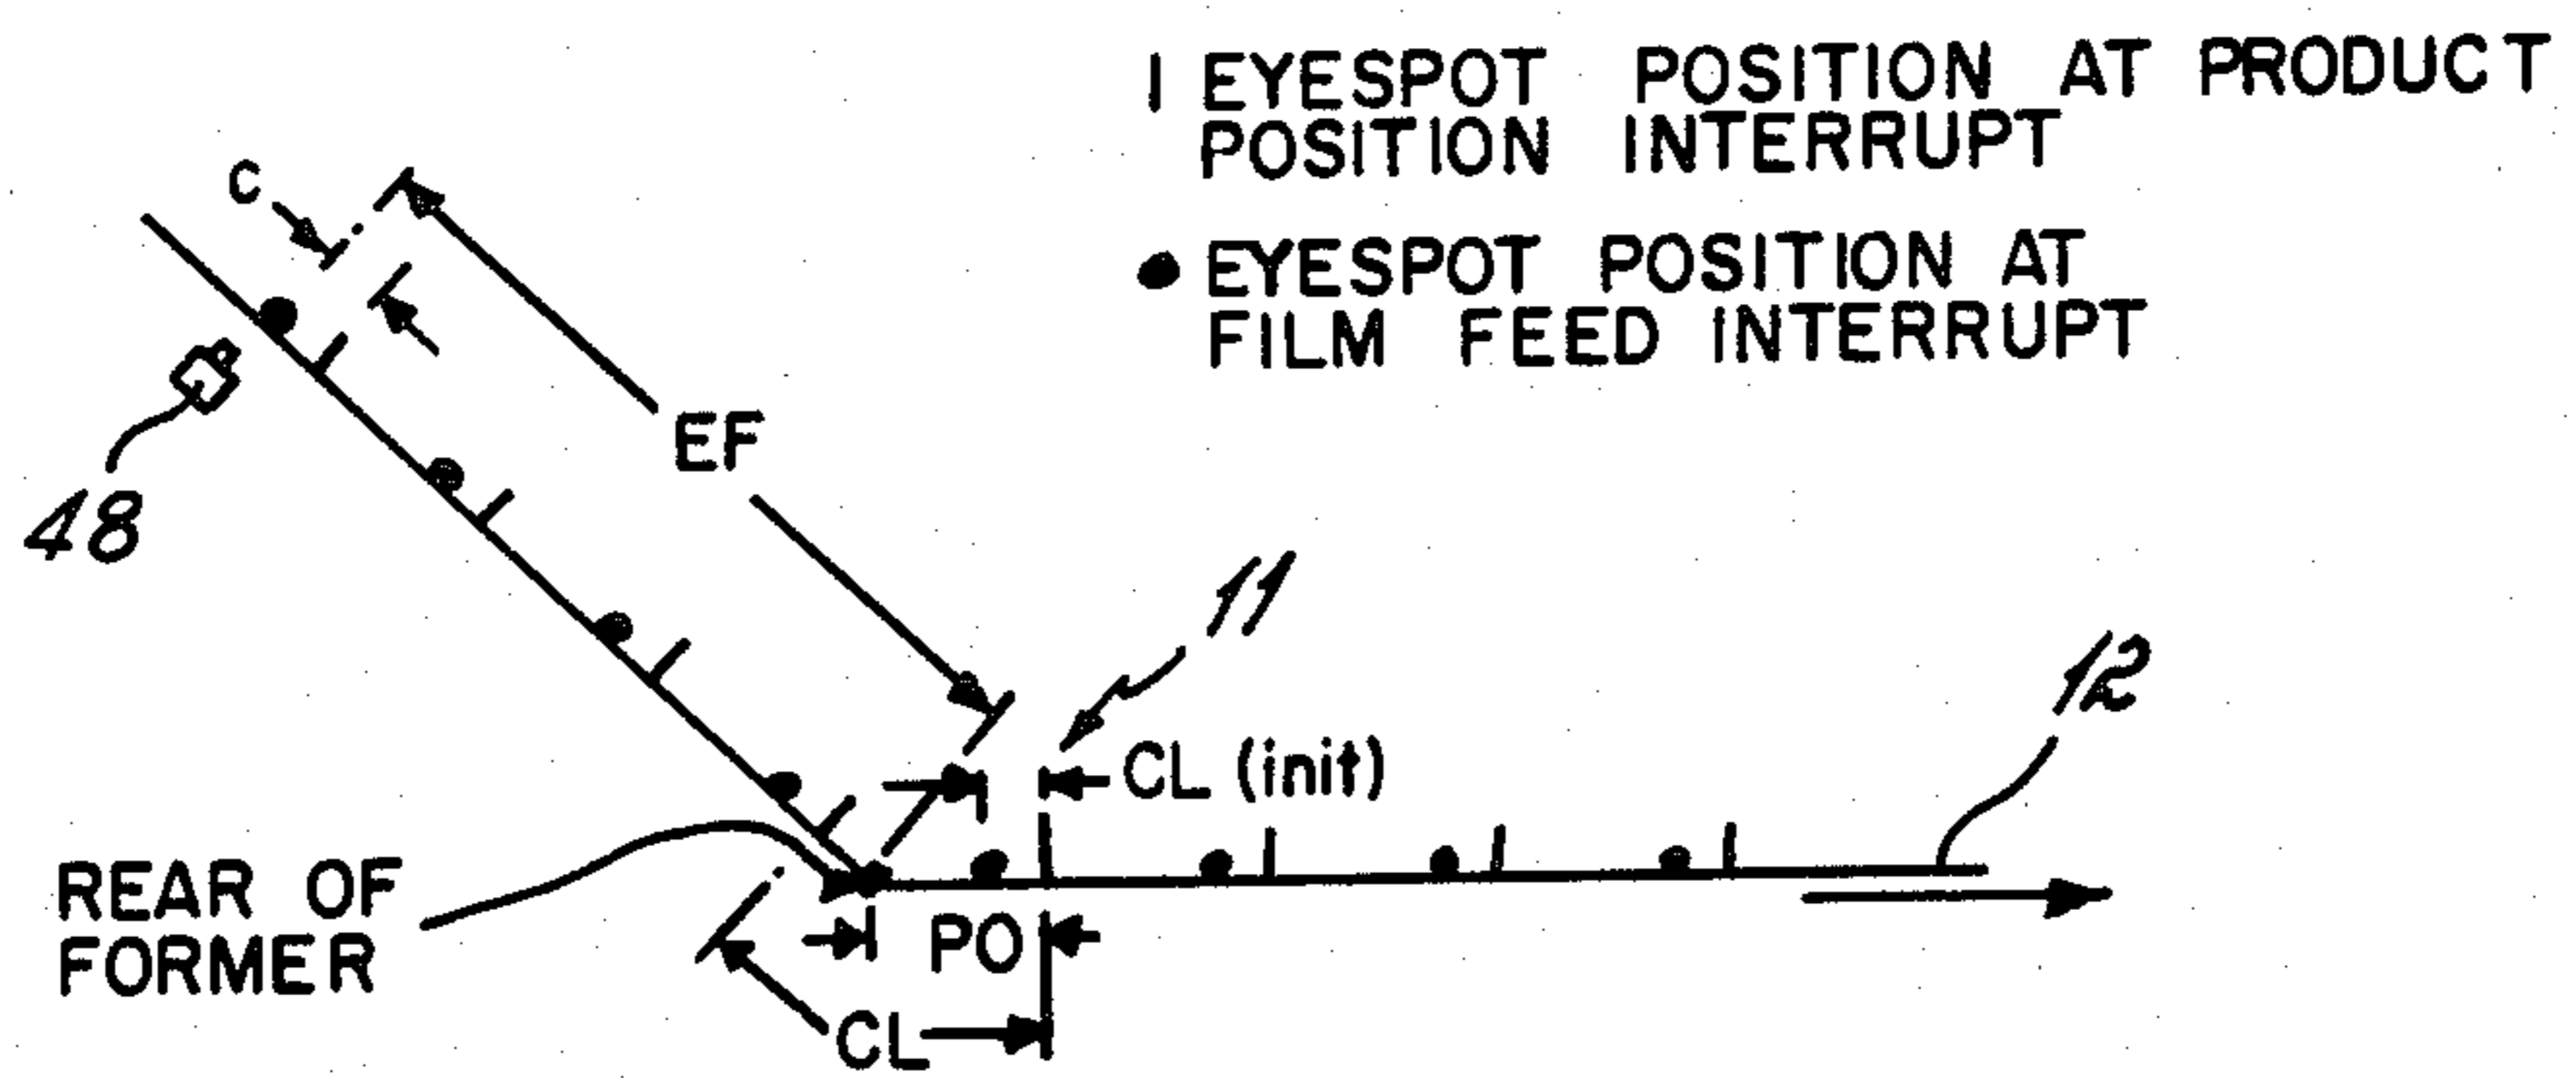 I EYESPOT POSITION AT PRODUCT
POSITION INTERRUPT
● EYESPOT POSITION AT
FILM FEED INTERRUPT
C
EF
48
11
12
CL (init)
REAR OF
FORMER
PO
CL